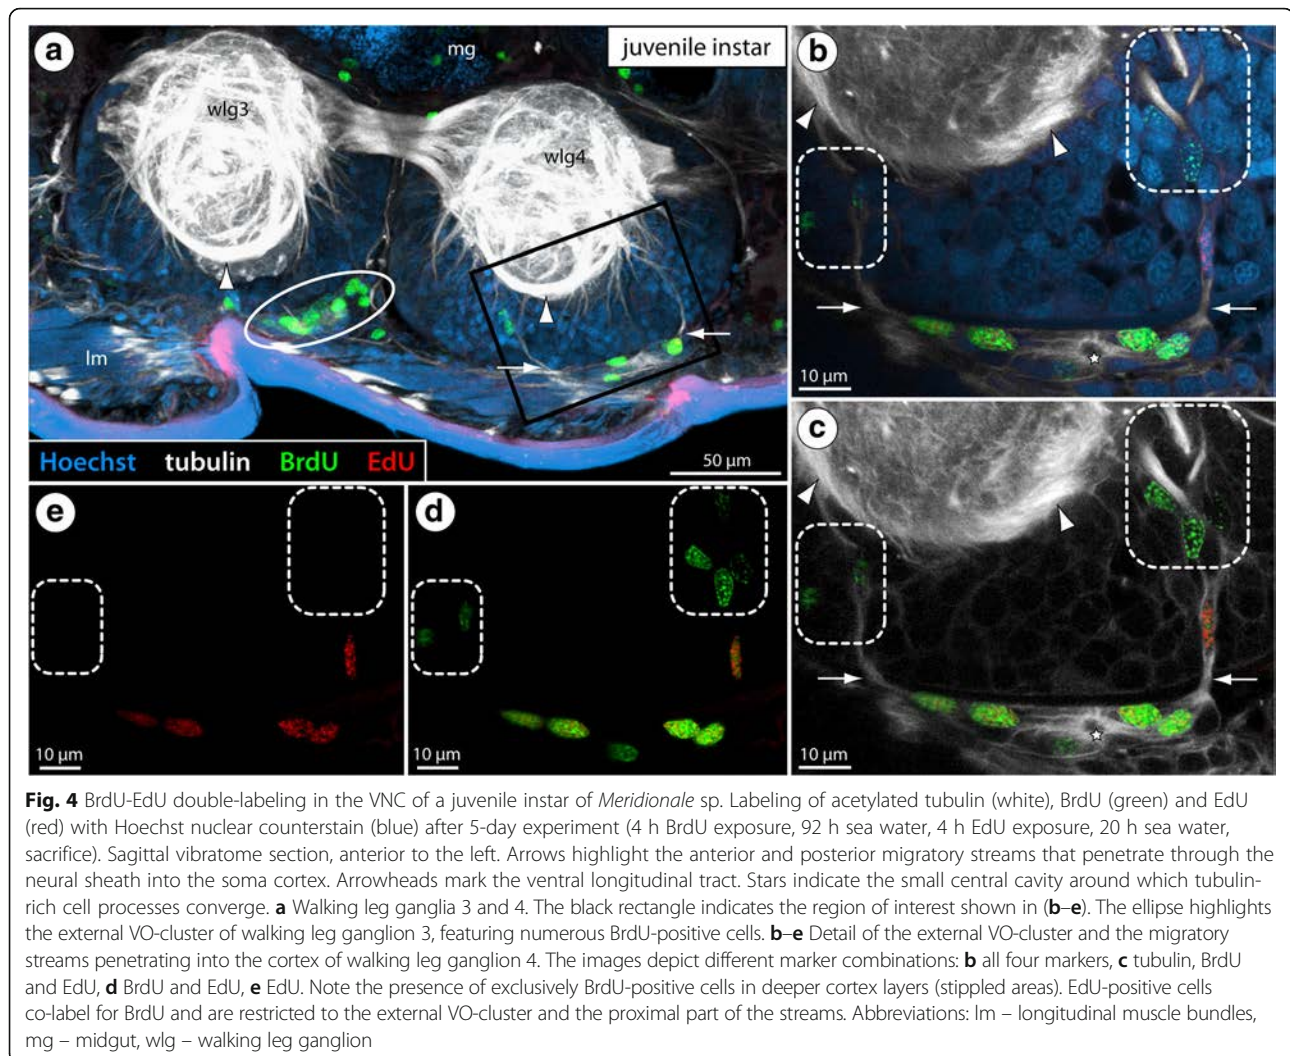 a
mg
juvenile instar
wlg3
wlg4
lm
Hoechst tubulin BrdU EdU
50 µm
b
10 µm
c
10 µm
e
10 µm
d
10 µm
Fig. 4 BrdU-EdU double-labeling in the VNC of a juvenile instar of Meridionale sp. Labeling of acetylated tubulin (white), BrdU (green) and EdU
(red) with Hoechst nuclear counterstain (blue) after 5-day experiment (4 h BrdU exposure, 92 h sea water, 4 h EdU exposure, 20 h sea water,
sacrifice). Sagittal vibratome section, anterior to the left. Arrows highlight the anterior and posterior migratory streams that penetrate through the
neural sheath into the soma cortex. Arrowheads mark the ventral longitudinal tract. Stars indicate the small central cavity around which tubulin-
rich cell processes converge. a Walking leg ganglia 3 and 4. The black rectangle indicates the region of interest shown in (b–e). The ellipse highlights
the external VO-cluster of walking leg ganglion 3, featuring numerous BrdU-positive cells. b–e Detail of the external VO-cluster and the migratory
streams penetrating into the cortex of walking leg ganglion 4. The images depict different marker combinations: b all four markers, c tubulin, BrdU
and EdU, d BrdU and EdU, e EdU. Note the presence of exclusively BrdU-positive cells in deeper cortex layers (stippled areas). EdU-positive cells
co-label for BrdU and are restricted to the external VO-cluster and the proximal part of the streams. Abbreviations: lm – longitudinal muscle bundles,
mg – midgut, wlg – walking leg ganglion